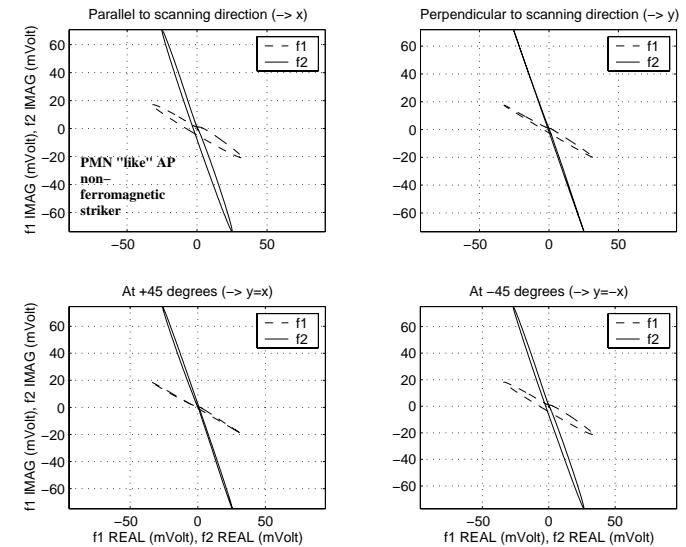 Parallel to scanning direction (−> x)
f1 IMAG (mVolt), f2 IMAG (mVolt)
60
40
20
0
−20
−40
−60
−50
0
50
f1
f2
PMN "like" AP
non−
ferromagnetic
striker
Perpendicular to scanning direction (−> y)
60
40
20
0
−20
−40
−60
−50
0
50
f1
f2
At +45 degrees (−> y=x)
f1 IMAG (mVolt), f2 IMAG (mVolt)
60
40
20
0
−20
−40
−60
−50
0
50
f1 REAL (mVolt), f2 REAL (mVolt)
f1
f2
At −45 degrees (−> y=−x)
60
40
20
0
−20
−40
−60
−50
0
50
f1 REAL (mVolt), f2 REAL (mVolt)
f1
f2